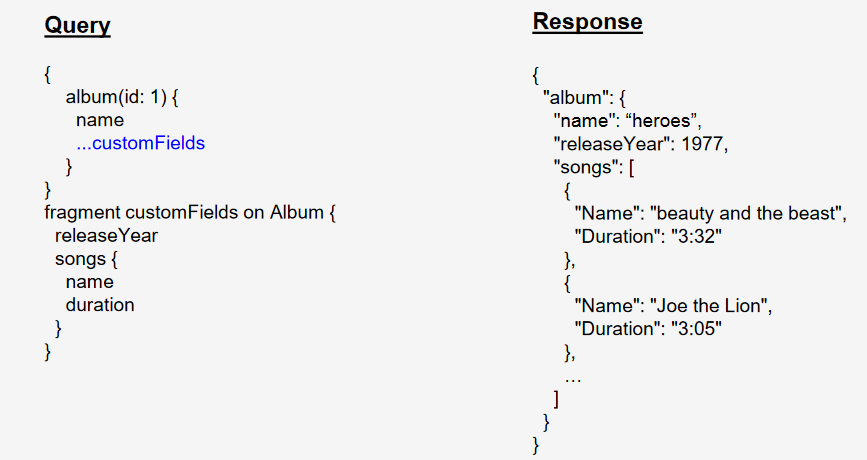 Query
{
album(id: 1) {
name
...customFields
}
}
fragment customFields on Album {
releaseYear
songs {
name
duration
}
}
Response
{
"album": {
"name": “heroes”,
"releaseYear": 1977,
"songs": [
{
"Name": "beauty and the beast",
"Duration": "3:32"
},
{
"Name": "Joe the Lion",
"Duration": "3:05"
},
...
]
}
}